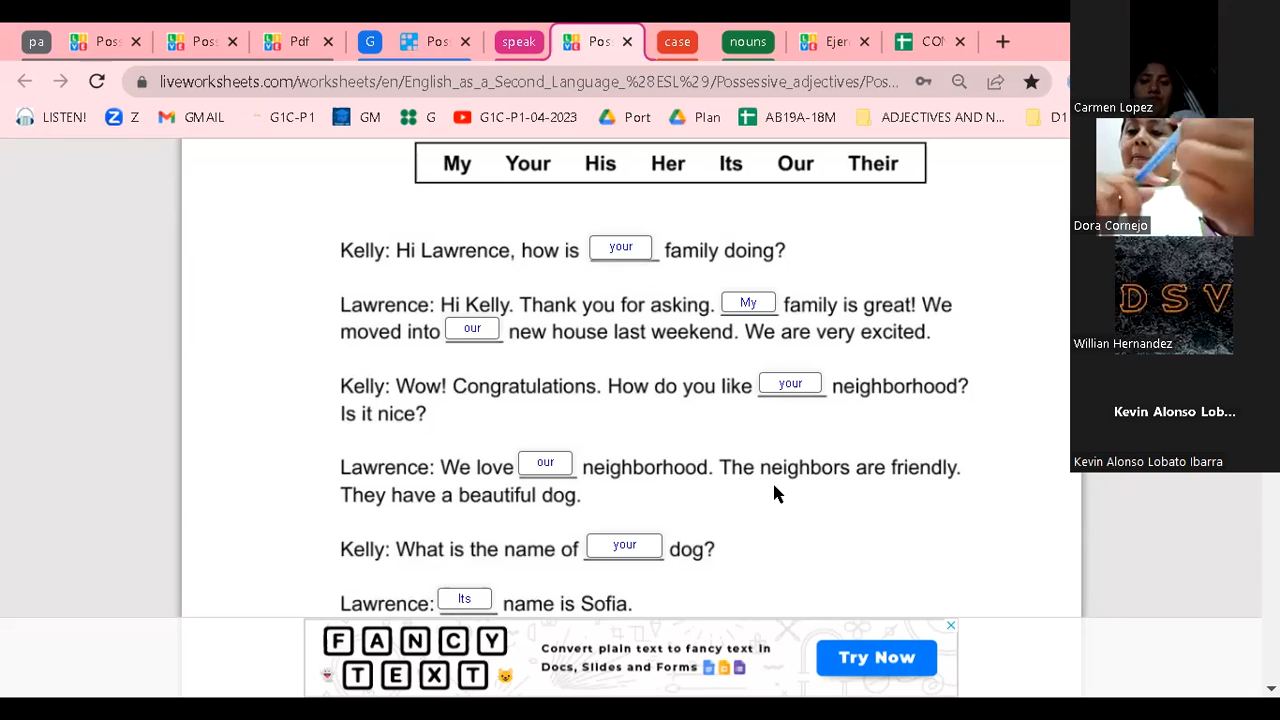 pa Pos: Pos: Pdf G Pos: speak Pos: case nouns Ejer CON
liveworksheets.com/worksheets/en/English_as_a_Second_Language_%28ESL%29/Possessive_adjectives/Pos...
LISTEN! Z GMAIL G1C-P1 GM G G1C-P1-04-2023 Port Plan AB19A-18M ADJECTIVES AND N... D1
My Your His Her Its Our Their
Kelly: Hi Lawrence, how is your family doing?
Lawrence: Hi Kelly. Thank you for asking. My family is great! We
moved into our new house last weekend. We are very excited.
Kelly: Wow! Congratulations. How do you like your neighborhood?
Is it nice?
Lawrence: We love our neighborhood. The neighbors are friendly.
They have a beautiful dog.
Kelly: What is the name of your dog?
Lawrence: Its name is Sofia.
FANCY
TEXT
Convert plain text to fancy text in
Docs, Slides and Forms
Try Now
Carmen Lopez
Dora Cornejo
DSV
Willian Hernandez
Kevin Alonso Lob...
Kevin Alonso Lobato Ibarra